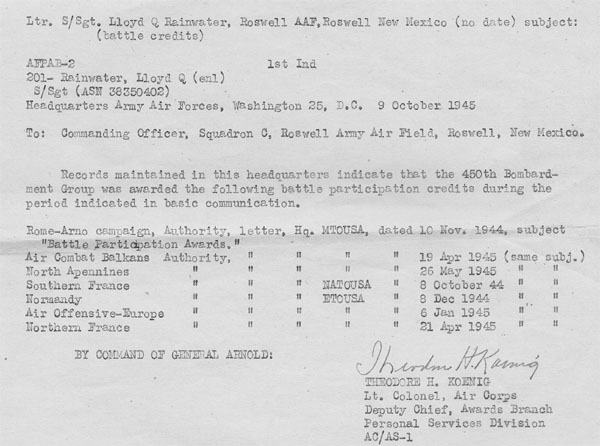 Ltr. S/Sgt. Lloyd Q Rainwater, Roswell AAF, Roswell New Mexico (no date) subject:
(battle credits)
AFPAB-2 1st Ind
201- Rainwater, Lloyd Q (enl)
S/Sgt (ASN 38350402)
Headquarters Army Air Forces, Washington 25, D.C. 9 October 1945
To: Commanding Officer, Squadron C, Roswell Army Air Field, Roswell, New Mexico.
Records maintained in this headquarters indicate that the 450th Bombard-
ment Group was awarded the following battle participation credits during the
period indicated in basic communication.
Rome-Arno campaign, Authority, letter, Hq. MTOUSA, dated 10 Nov. 1944, subject
"Battle Participation Awards."
Air Combat Balkans Authority, " " " " 19 Apr 1945 (same subj.)
North Apennines " " " " " 26 May 1945 " "
Southern France " " " NATOUSA " 8 October 44 " "
Normandy " " " ETOUSA " 8 Dec 1944 " "
Air Offensive-Europe " " " " " 6 Jan 1945 " "
Northern France " " " " " 21 Apr 1945 " "
BY COMMAND OF GENERAL ARNOLD:
Theodore H. Koenig
THEODORE H. KOENIG
Lt. Colonel, Air Corps
Deputy Chief, Awards Branch
Personal Services Division
AC/AS-1